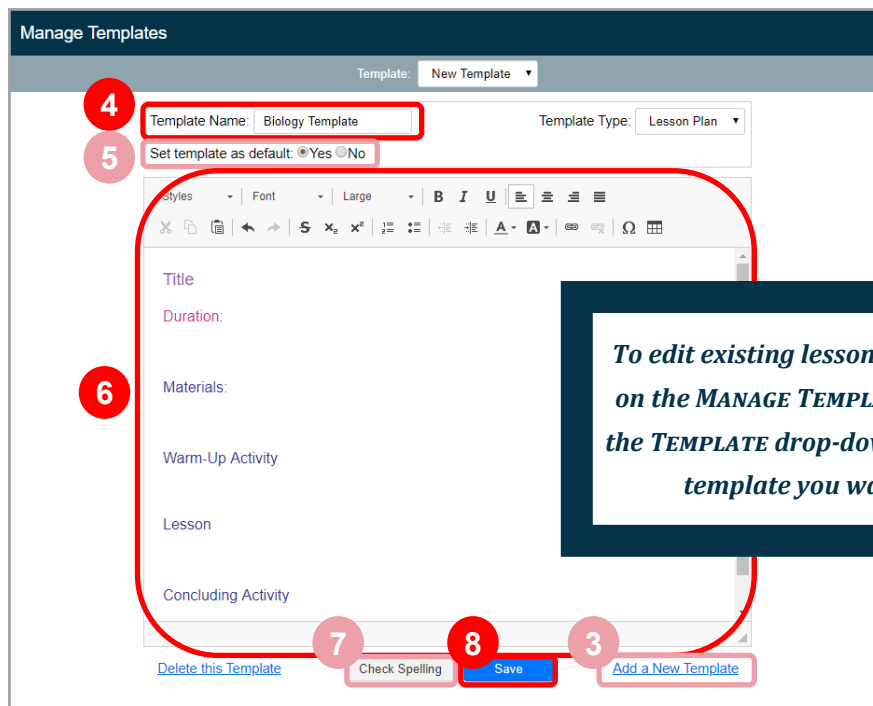 Manage Templates
Template: New Template
4
Template Name: Biology Template Template Type: Lesson Plan
5
Set template as default: Yes No
Styles Font Large B I U
S x₂ x² A A Ω
Title
Duration:
6
Materials:
Warm-Up Activity
Lesson
Concluding Activity
To edit existing lesson
on the MANAGE TEMPL
the TEMPLATE drop-dow
template you wa
7
8
3
Delete this Template Check Spelling Save Add a New Template